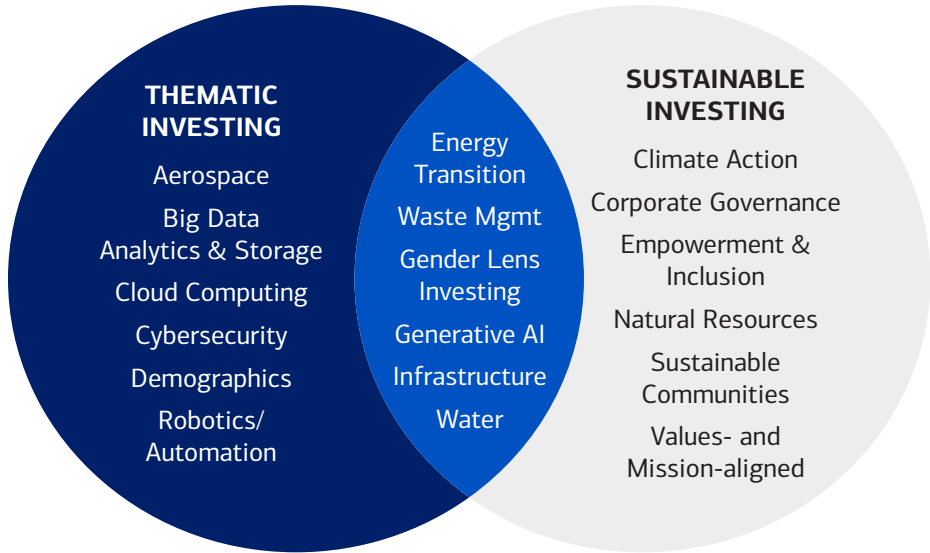 THEMATIC
INVESTING
Aerospace
Big Data
Analytics & Storage
Cloud Computing
Cybersecurity
Demographics
Robotics/
Automation
Energy
Transition
Waste Mgmt
Gender Lens
Investing
Generative AI
Infrastructure
Water
SUSTAINABLE
INVESTING
Climate Action
Corporate Governance
Empowerment &
Inclusion
Natural Resources
Sustainable
Communities
Values- and
Mission-aligned